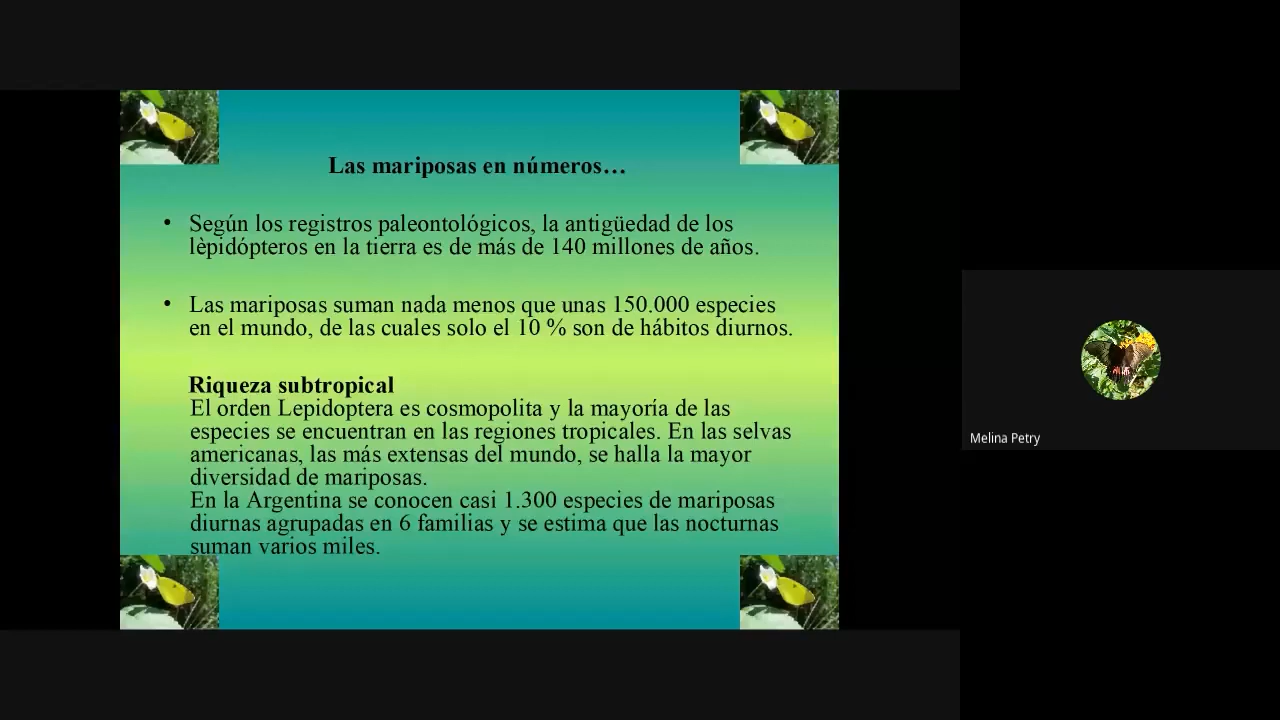 Las mariposas en números…
• Según los registros paleontológicos, la antigüedad de los
lèpidópteros en la tierra es de más de 140 millones de años.
• Las mariposas suman nada menos que unas 150.000 especies
en el mundo, de las cuales solo el 10 % son de hábitos diurnos.
Riqueza subtropical
El orden Lepidoptera es cosmopolita y la mayoría de las
especies se encuentran en las regiones tropicales. En las selvas
americanas, las más extensas del mundo, se halla la mayor
diversidad de mariposas.
En la Argentina se conocen casi 1.300 especies de mariposas
diurnas agrupadas en 6 familias y se estima que las nocturnas
suman varios miles.
Melina Petry